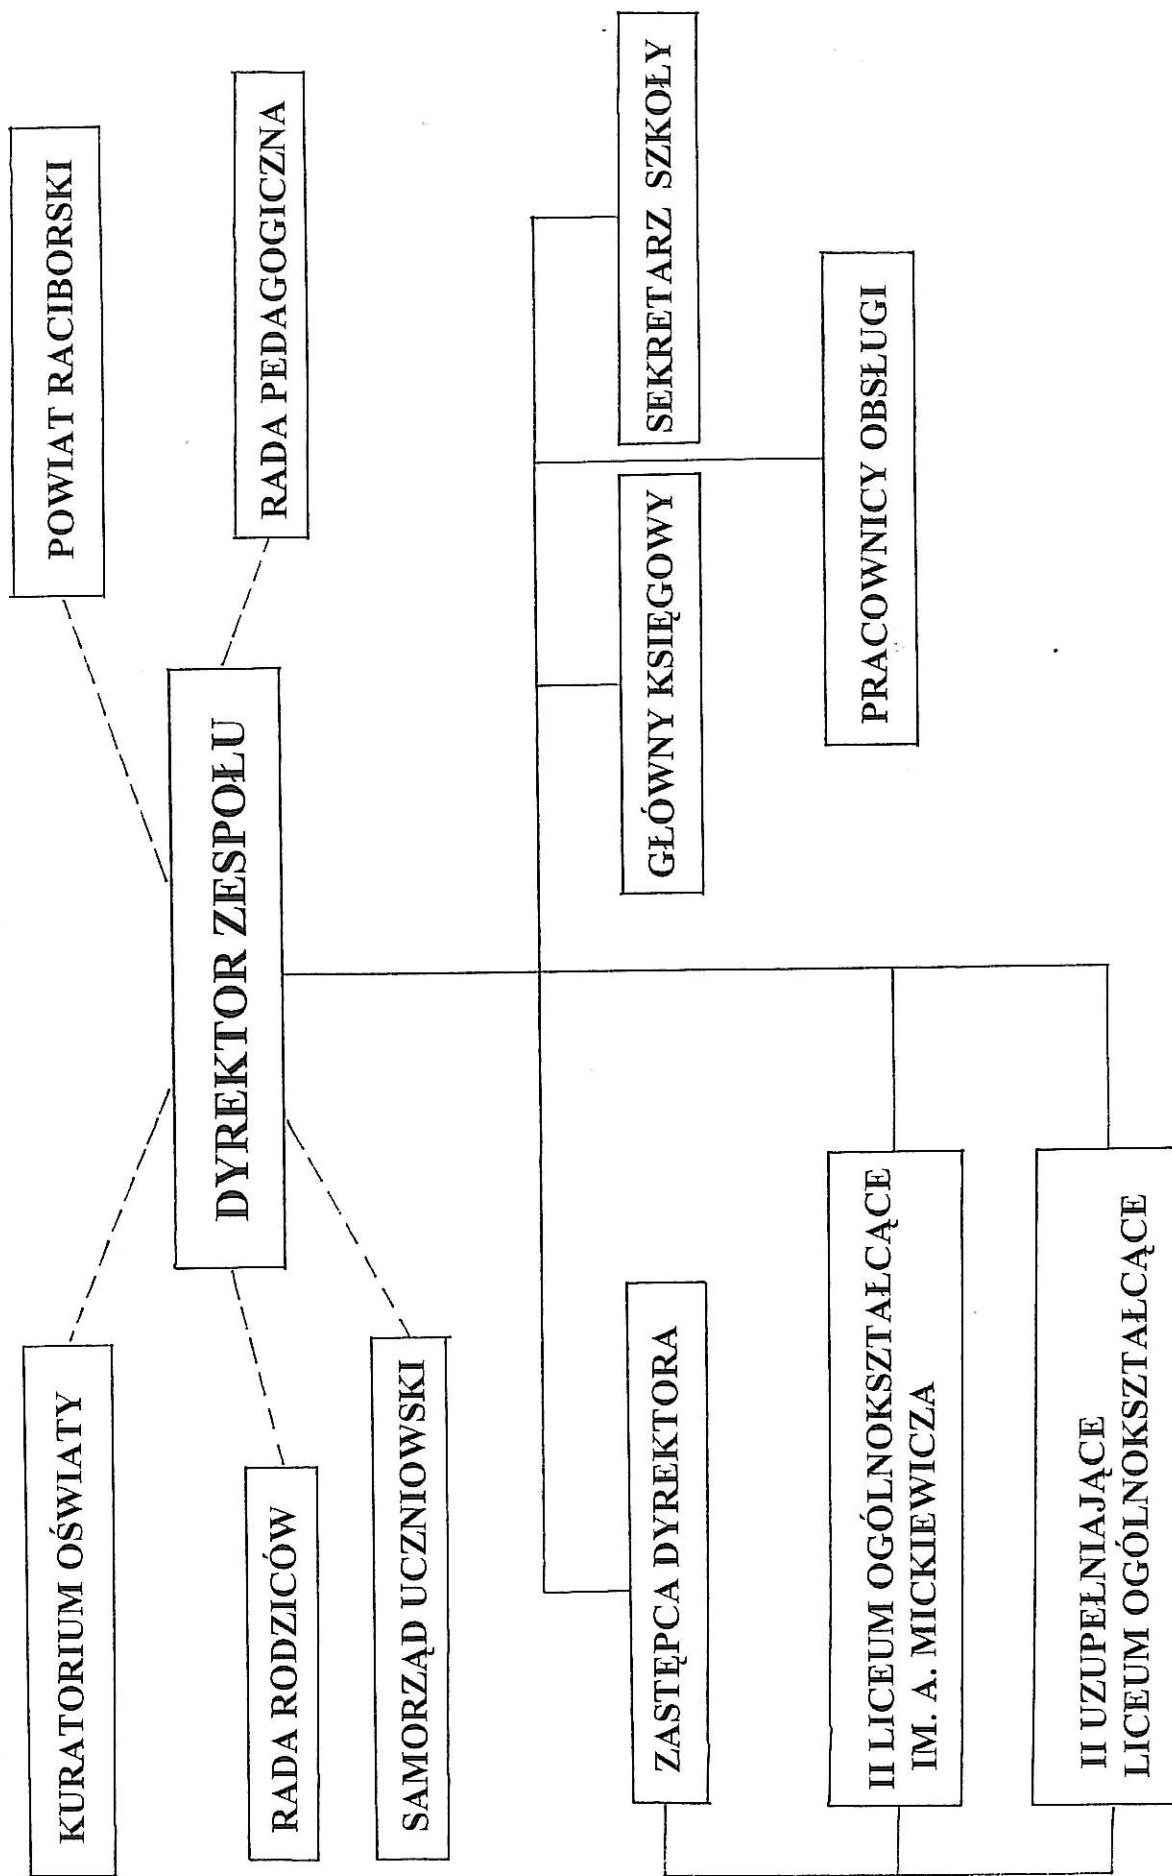 KURATORIUM OŚWIATY
POWIAT RACIBORSKI
DYREKTOR ZESPOŁU
RADA RODZICÓW
RADA PEDAGOGICZNA
SAMORZĄD UCZNIOWSKI
ZASTĘPCA DYREKTORA
GŁÓWNY KSIĘGOWY
SEKRETARZ SZKOŁY
II LICEUM OGÓLNOKSZTAŁCĄCE
IM. A. MICKIEWICZA
PRACOWNICY OBSŁUGI
II UZUPEŁNIAJĄCE
LICEUM OGÓLNOKSZTAŁCĄCE